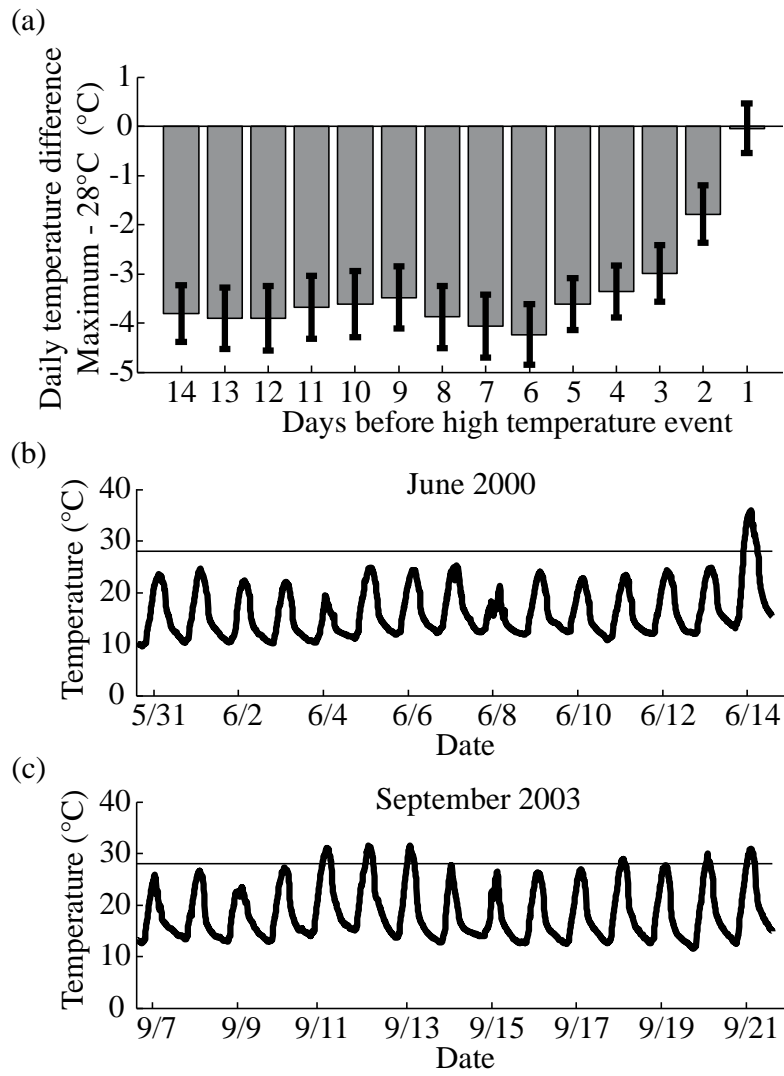 (a)
Daily temperature difference
Maximum - 28°C (°C)
1
0
-1
-2
-3
-4
-5
14 13 12 11 10 9 8 7 6 5 4 3 2 1
Days before high temperature event
(b)
June 2000
Temperature (°C)
40
30
20
10
0
5/31 6/2 6/4 6/6 6/8 6/10 6/12 6/14
Date
(c)
September 2003
Temperature (°C)
40
30
20
10
0
9/7 9/9 9/11 9/13 9/15 9/17 9/19 9/21
Date